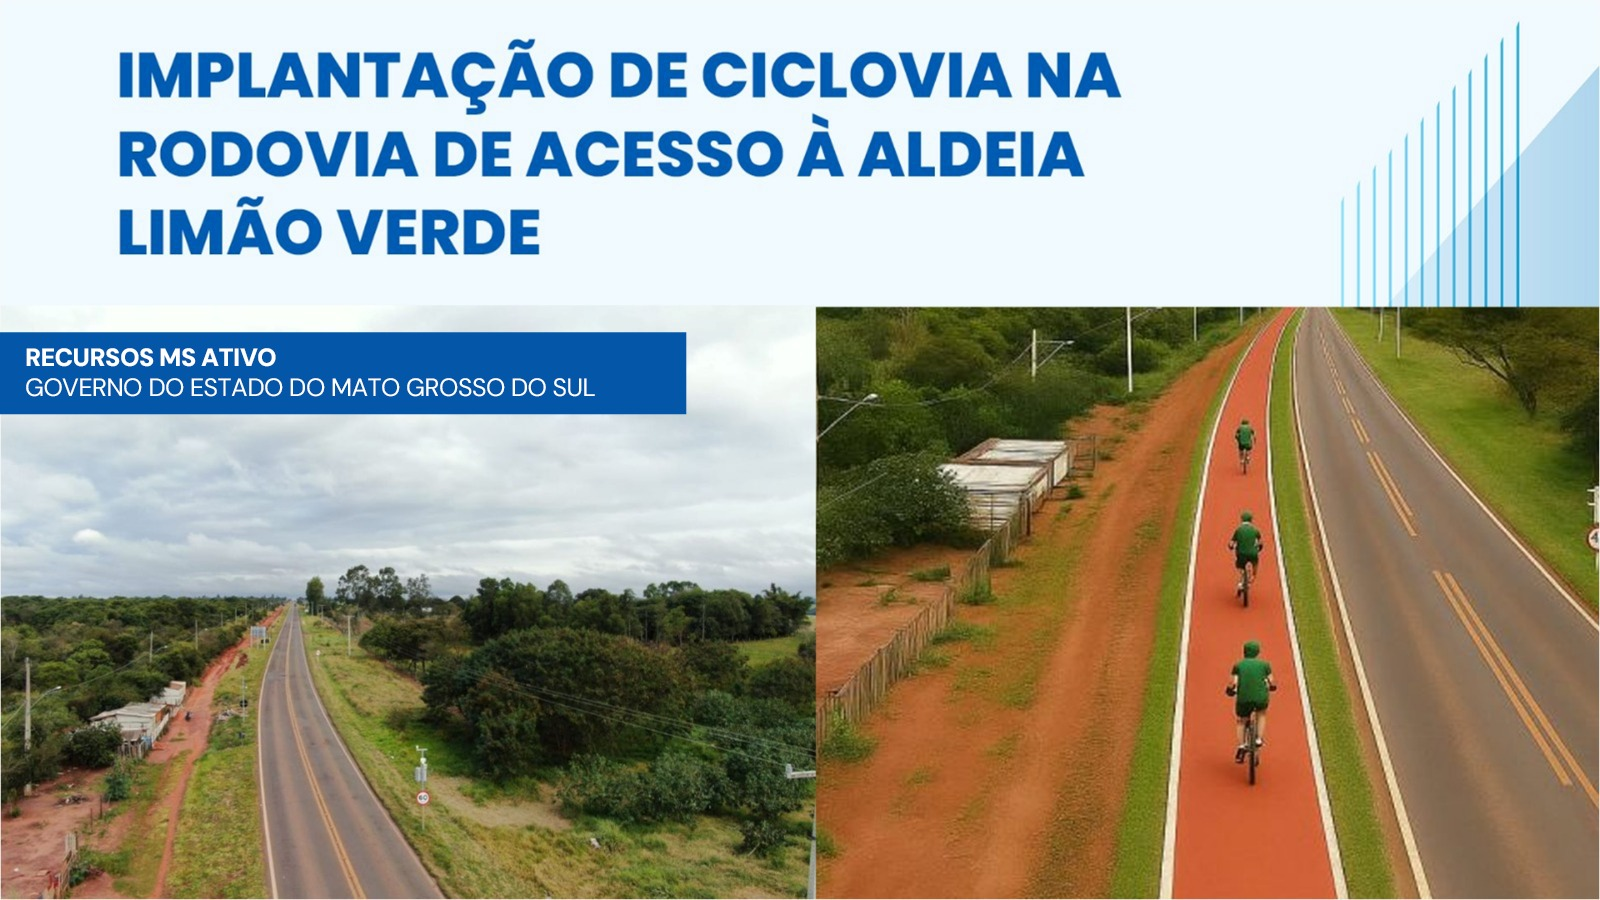 IMPLANTAÇÃO DE CICLOVIA NA
RODOVIA DE ACESSO À ALDEIA
LIMÃO VERDE
RECURSOS MS ATIVO
GOVERNO DO ESTADO DO MATO GROSSO DO SUL
60